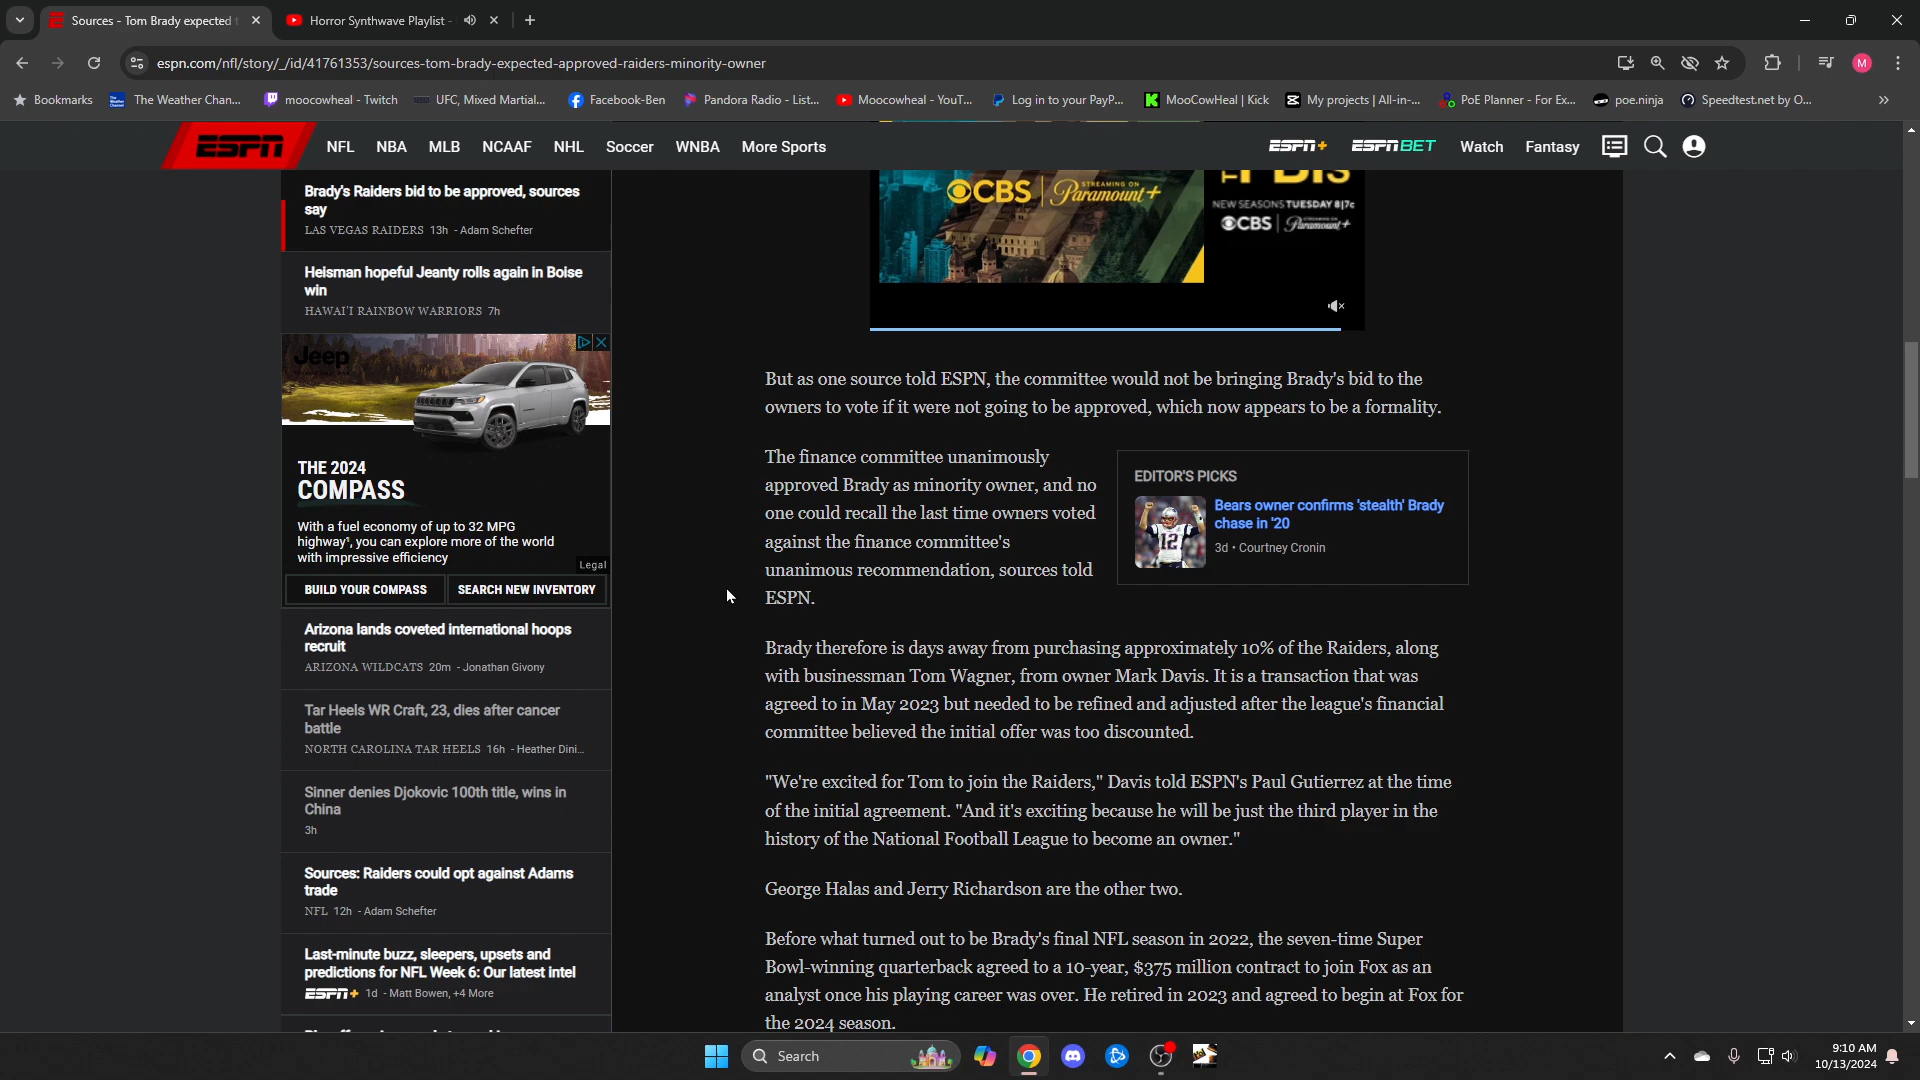 Sources - Tom Brady expected
Horror Synthwave Playlist -
espn.com/nfl/story/_/id/41761353/sources-tom-brady-expected-approved-raiders-minority-owner
M
Bookmarks
The Weather Chan...
moocowheal - Twitch
UFC, Mixed Martial...
Facebook-Ben
Pandora Radio - List...
Moocowheal - YouT...
Log in to your PayP...
MooCowHeal | Kick
My projects | All-in-...
PoE Planner - For Ex...
poe.ninja
Speedtest.net by O...
ESPN
NFL
NBA
MLB
NCAAF
NHL
Soccer
WNBA
More Sports
ESPN+
ESPN BET
Watch
Fantasy
Brady's Raiders bid to be approved, sources
say
LAS VEGAS RAIDERS 13h - Adam Schefter
Heisman hopeful Jeanty rolls again in Boise
win
HAWAI'I RAINBOW WARRIORS 7h
Jeep
THE 2024
COMPASS
With a fuel economy of up to 32 MPG
highway¹, you can explore more of the world
with impressive efficiency
Legal
BUILD YOUR COMPASS
SEARCH NEW INVENTORY
Arizona lands coveted international hoops
recruit
ARIZONA WILDCATS 20m - Jonathan Givony
Tar Heels WR Craft, 23, dies after cancer
battle
NORTH CAROLINA TAR HEELS 16h - Heather Dini...
Sinner denies Djokovic 100th title, wins in
China
3h
Sources: Raiders could opt against Adams
trade
NFL 12h - Adam Schefter
Last-minute buzz, sleepers, upsets and
predictions for NFL Week 6: Our latest intel
ESPN+ 1d - Matt Bowen, +4 More
CBS | STREAMING ON Paramount+
NEW SEASONS TUESDAY 8|7c
CBS | STREAMING ON Paramount+
But as one source told ESPN, the committee would not be bringing Brady's bid to the
owners to vote if it were not going to be approved, which now appears to be a formality.
The finance committee unanimously
approved Brady as minority owner, and no
one could recall the last time owners voted
against the finance committee's
unanimous recommendation, sources told
ESPN.
EDITOR'S PICKS
12
Bears owner confirms 'stealth' Brady
chase in '20
3d • Courtney Cronin
Brady therefore is days away from purchasing approximately 10% of the Raiders, along
with businessman Tom Wagner, from owner Mark Davis. It is a transaction that was
agreed to in May 2023 but needed to be refined and adjusted after the league's financial
committee believed the initial offer was too discounted.
"We're excited for Tom to join the Raiders," Davis told ESPN's Paul Gutierrez at the time
of the initial agreement. "And it's exciting because he will be just the third player in the
history of the National Football League to become an owner."
George Halas and Jerry Richardson are the other two.
Before what turned out to be Brady's final NFL season in 2022, the seven-time Super
Bowl-winning quarterback agreed to a 10-year, $375 million contract to join Fox as an
analyst once his playing career was over. He retired in 2023 and agreed to begin at Fox for
the 2024 season.
Search
9:10 AM
10/13/2024